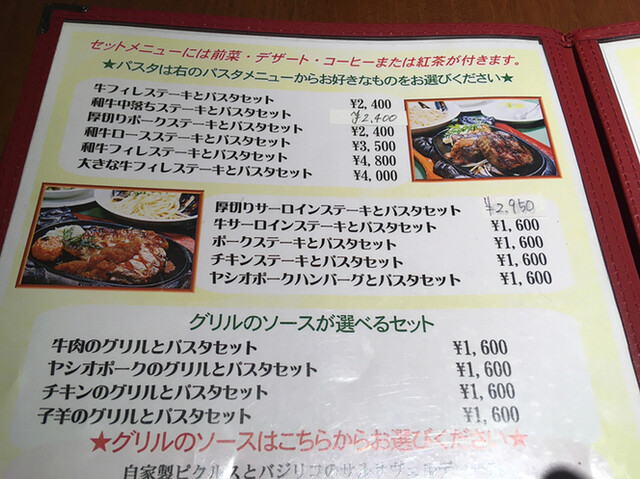 セットメニューには前菜・デザート・コーヒーまたは紅茶が付きます。
★パスタは右のパスタメニューからお好きなものをお選びください★
牛フィレステーキとパスタセット ¥2,400
和牛中落ちステーキとパスタセット ¥2,400
厚切りポークステーキとパスタセット ¥2,400
和牛ロースステーキとパスタセット ¥3,500
和牛フィレステーキとパスタセット ¥4,800
大きな牛フィレステーキとパスタセット ¥4,000
厚切りサーロインステーキとパスタセット ¥2,950
牛サーロインステーキとパスタセット ¥1,600
ポークステーキとパスタセット ¥1,600
チキンステーキとパスタセット ¥1,600
ヤシオポークハンバーグとパスタセット ¥1,600
グリルのソースが選べるセット
牛肉のグリルとパスタセット ¥1,600
ヤシオポークのグリルとパスタセット ¥1,600
チキンのグリルとパスタセット ¥1,600
子羊のグリルとパスタセット ¥1,600
★グリルのソースはこちらからお選びください★
自家製ピクルスとバジリコの